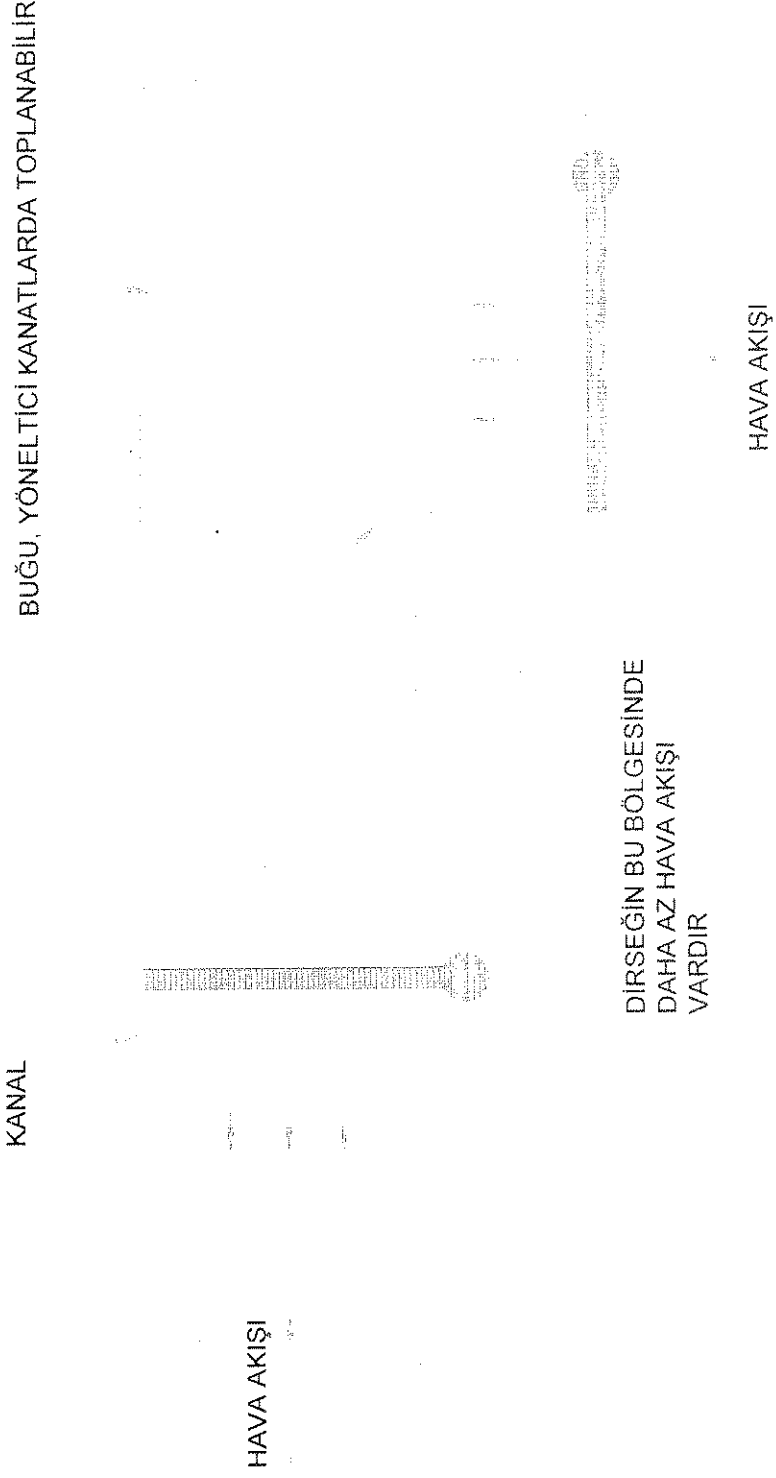 KANAL
BUĞU, YÖNELTİCİ KANATLARDA TOPLANABİLİR
HAVA AKIŞI
DİRSEĞİN BU BÖLGESİNDE
DAHA AZ HAVA AKIŞI
VARDIR
HAVA AKIŞI